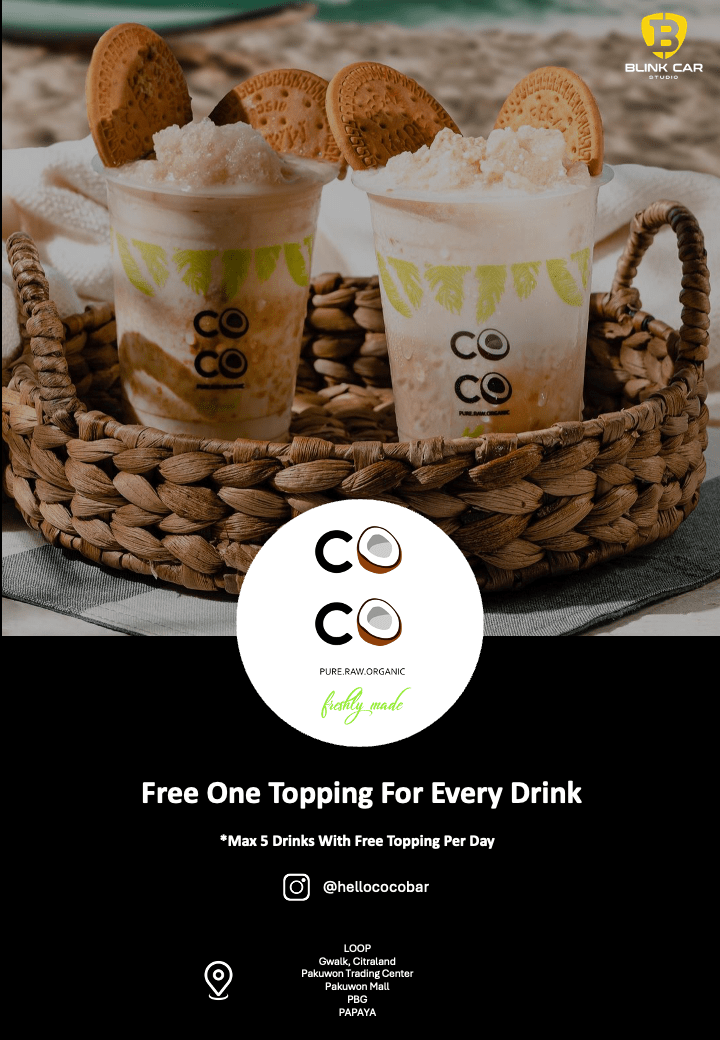 B
BLINK CAR
STUDIO
CO
CO
CO
CO
PURE.RAW.ORGANIC
CO
CO
PURE.RAW.ORGANIC
freshly made
Free One Topping For Every Drink
*Max 5 Drinks With Free Topping Per Day
@hellococobar
LOOP
Gwalk, Citraland
Pakuwon Trading Center
Pakuwon Mall
PBG
PAPAYA